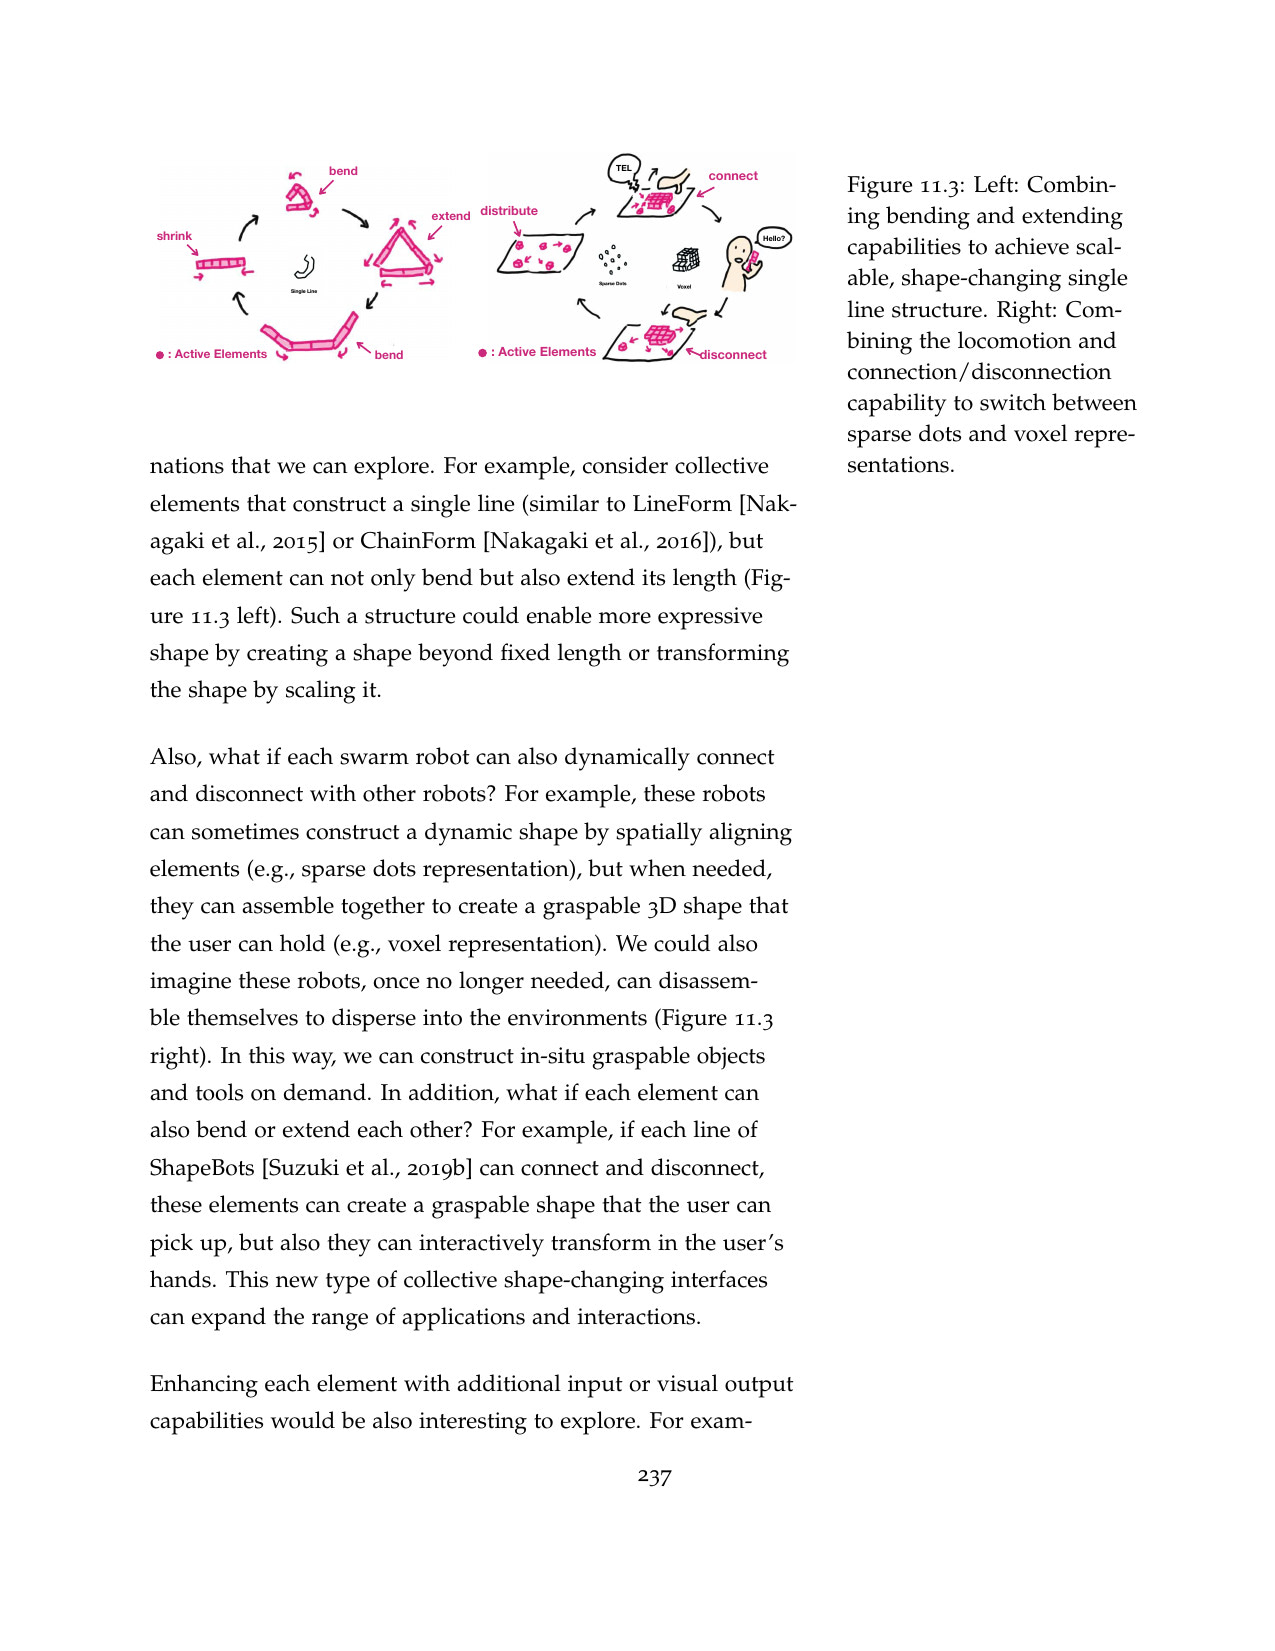 bend
extend
shrink
Single Line
bend
: Active Elements
TEL
connect
distribute
Hello?
Sparse Dots
Voxel
: Active Elements
disconnect
Figure 11.3: Left: Combin-
ing bending and extending
capabilities to achieve scal-
able, shape-changing single
line structure. Right: Com-
bining the locomotion and
connection/disconnection
capability to switch between
sparse dots and voxel repre-
sentations.
nations that we can explore. For example, consider collective
elements that construct a single line (similar to LineForm [Nak-
agaki et al., 2015] or ChainForm [Nakagaki et al., 2016]), but
each element can not only bend but also extend its length (Fig-
ure 11.3 left). Such a structure could enable more expressive
shape by creating a shape beyond fixed length or transforming
the shape by scaling it.
Also, what if each swarm robot can also dynamically connect
and disconnect with other robots? For example, these robots
can sometimes construct a dynamic shape by spatially aligning
elements (e.g., sparse dots representation), but when needed,
they can assemble together to create a graspable 3D shape that
the user can hold (e.g., voxel representation). We could also
imagine these robots, once no longer needed, can disassem-
ble themselves to disperse into the environments (Figure 11.3
right). In this way, we can construct in-situ graspable objects
and tools on demand. In addition, what if each element can
also bend or extend each other? For example, if each line of
ShapeBots [Suzuki et al., 2019b] can connect and disconnect,
these elements can create a graspable shape that the user can
pick up, but also they can interactively transform in the user's
hands. This new type of collective shape-changing interfaces
can expand the range of applications and interactions.
Enhancing each element with additional input or visual output
capabilities would be also interesting to explore. For exam-
237